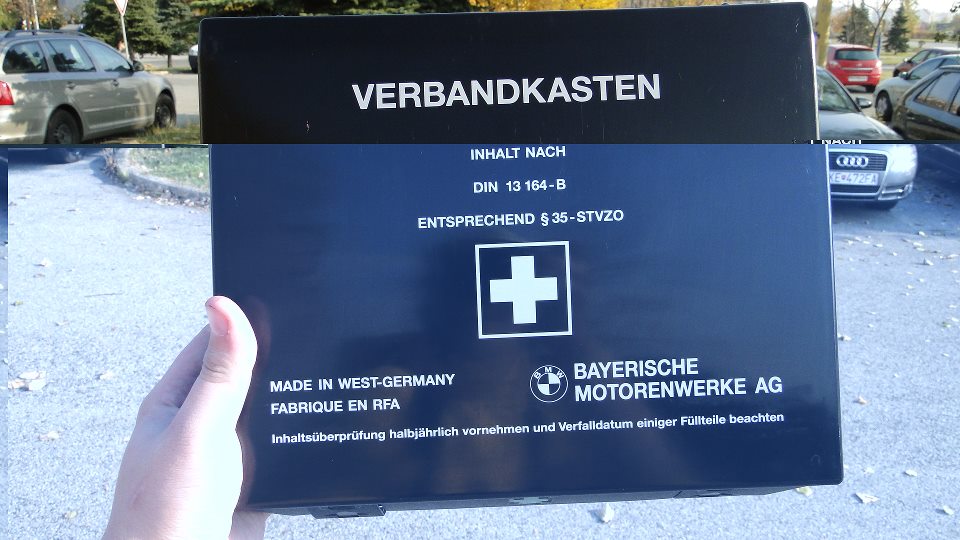 VERBANDKASTEN
INHALT NACH
DIN 13 164-B
ENTSPRECHEND § 35-STVZO
BMW
BAYERISCHE
MOTORENWERKE AG
MADE IN WEST-GERMANY
FABRIQUE EN RFA
Inhaltsüberprüfung halbjährlich vornehmen und Verfalldatum einiger Füllteile beachten